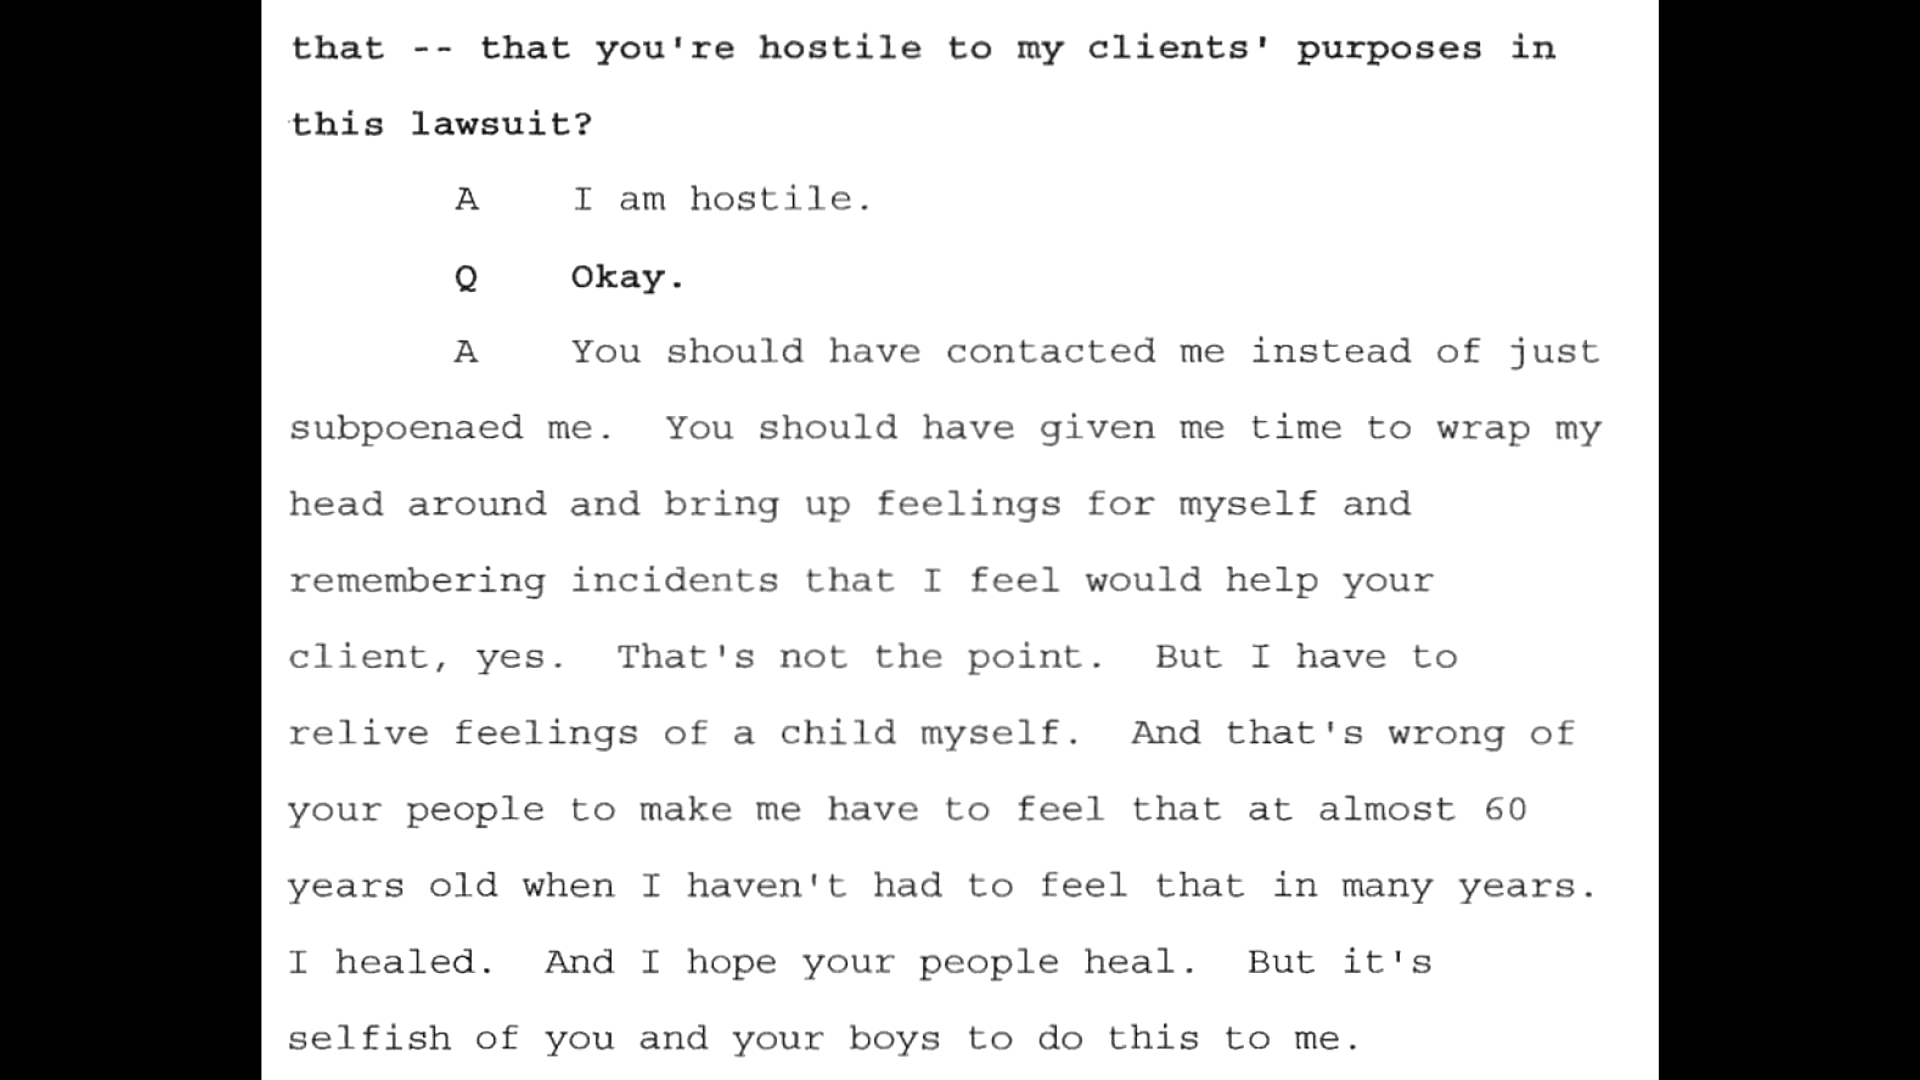 that -- that you're hostile to my clients' purposes in
this lawsuit?
A I am hostile.
Q Okay.
A You should have contacted me instead of just
subpoenaed me. You should have given me time to wrap my
head around and bring up feelings for myself and
remembering incidents that I feel would help your
client, yes. That's not the point. But I have to
relive feelings of a child myself. And that's wrong of
your people to make me have to feel that at almost 60
years old when I haven't had to feel that in many years.
I healed. And I hope your people heal. But it's
selfish of you and your boys to do this to me.